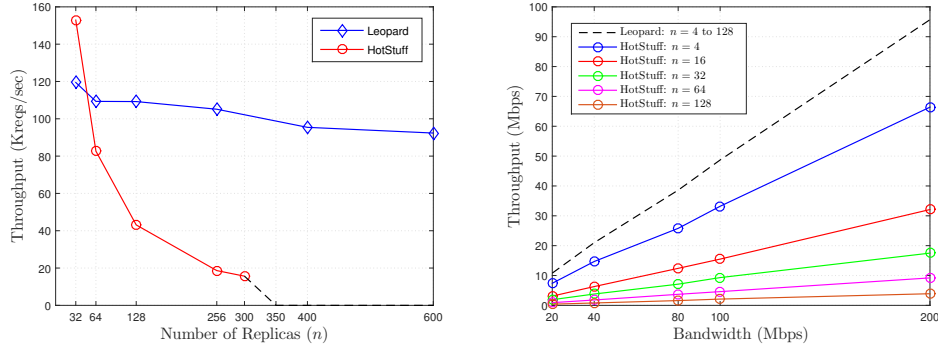 160
140
120
100
80
60
40
20
0
Throughput (Kreqs/sec)
32 64 128 256 300 350 400 600
Number of Replicas (n)
Leopard
HotStuff
100
90
80
70
60
50
40
30
20
10
0
Throughput (Mbps)
20 40 80 100 200
Bandwidth (Mbps)
Leopard: n = 4 to 128
HotStuff: n = 4
HotStuff: n = 16
HotStuff: n = 32
HotStuff: n = 64
HotStuff: n = 128